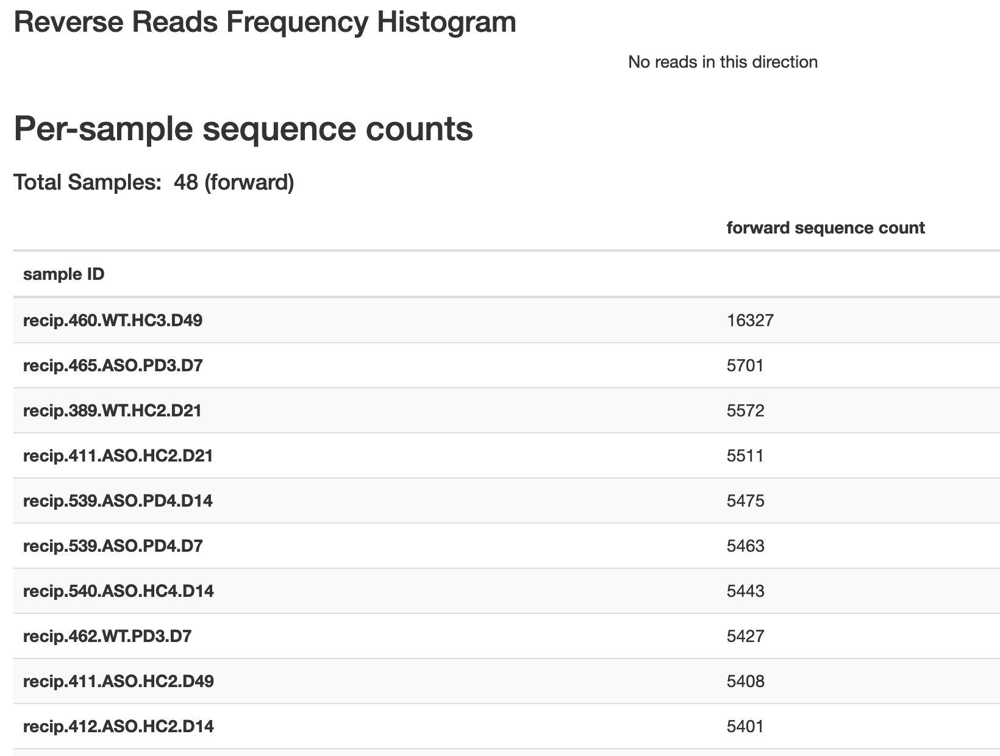 Reverse Reads Frequency Histogram
No reads in this direction
Per-sample sequence counts
Total Samples: 48 (forward)
forward sequence count
sample ID
recip.460.WT.HC3.D49 16327
recip.465.ASO.PD3.D7 5701
recip.389.WT.HC2.D21 5572
recip.411.ASO.HC2.D21 5511
recip.539.ASO.PD4.D14 5475
recip.539.ASO.PD4.D7 5463
recip.540.ASO.HC4.D14 5443
recip.462.WT.PD3.D7 5427
recip.411.ASO.HC2.D49 5408
recip.412.ASO.HC2.D14 5401